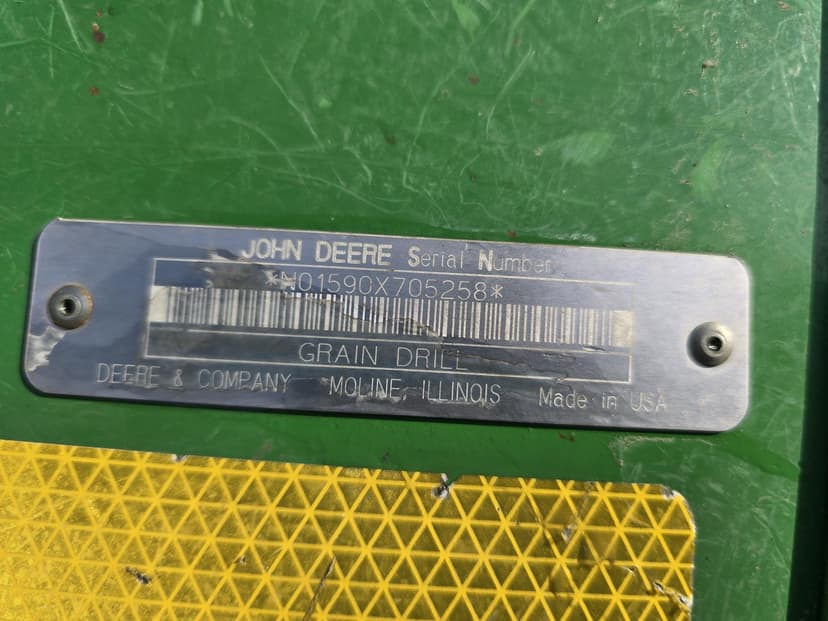 JOHN DEERE Serial Number
*N01590X705258*
GRAIN DRILL
DEERE & COMPANY MOLINE, ILLINOIS Made in USA